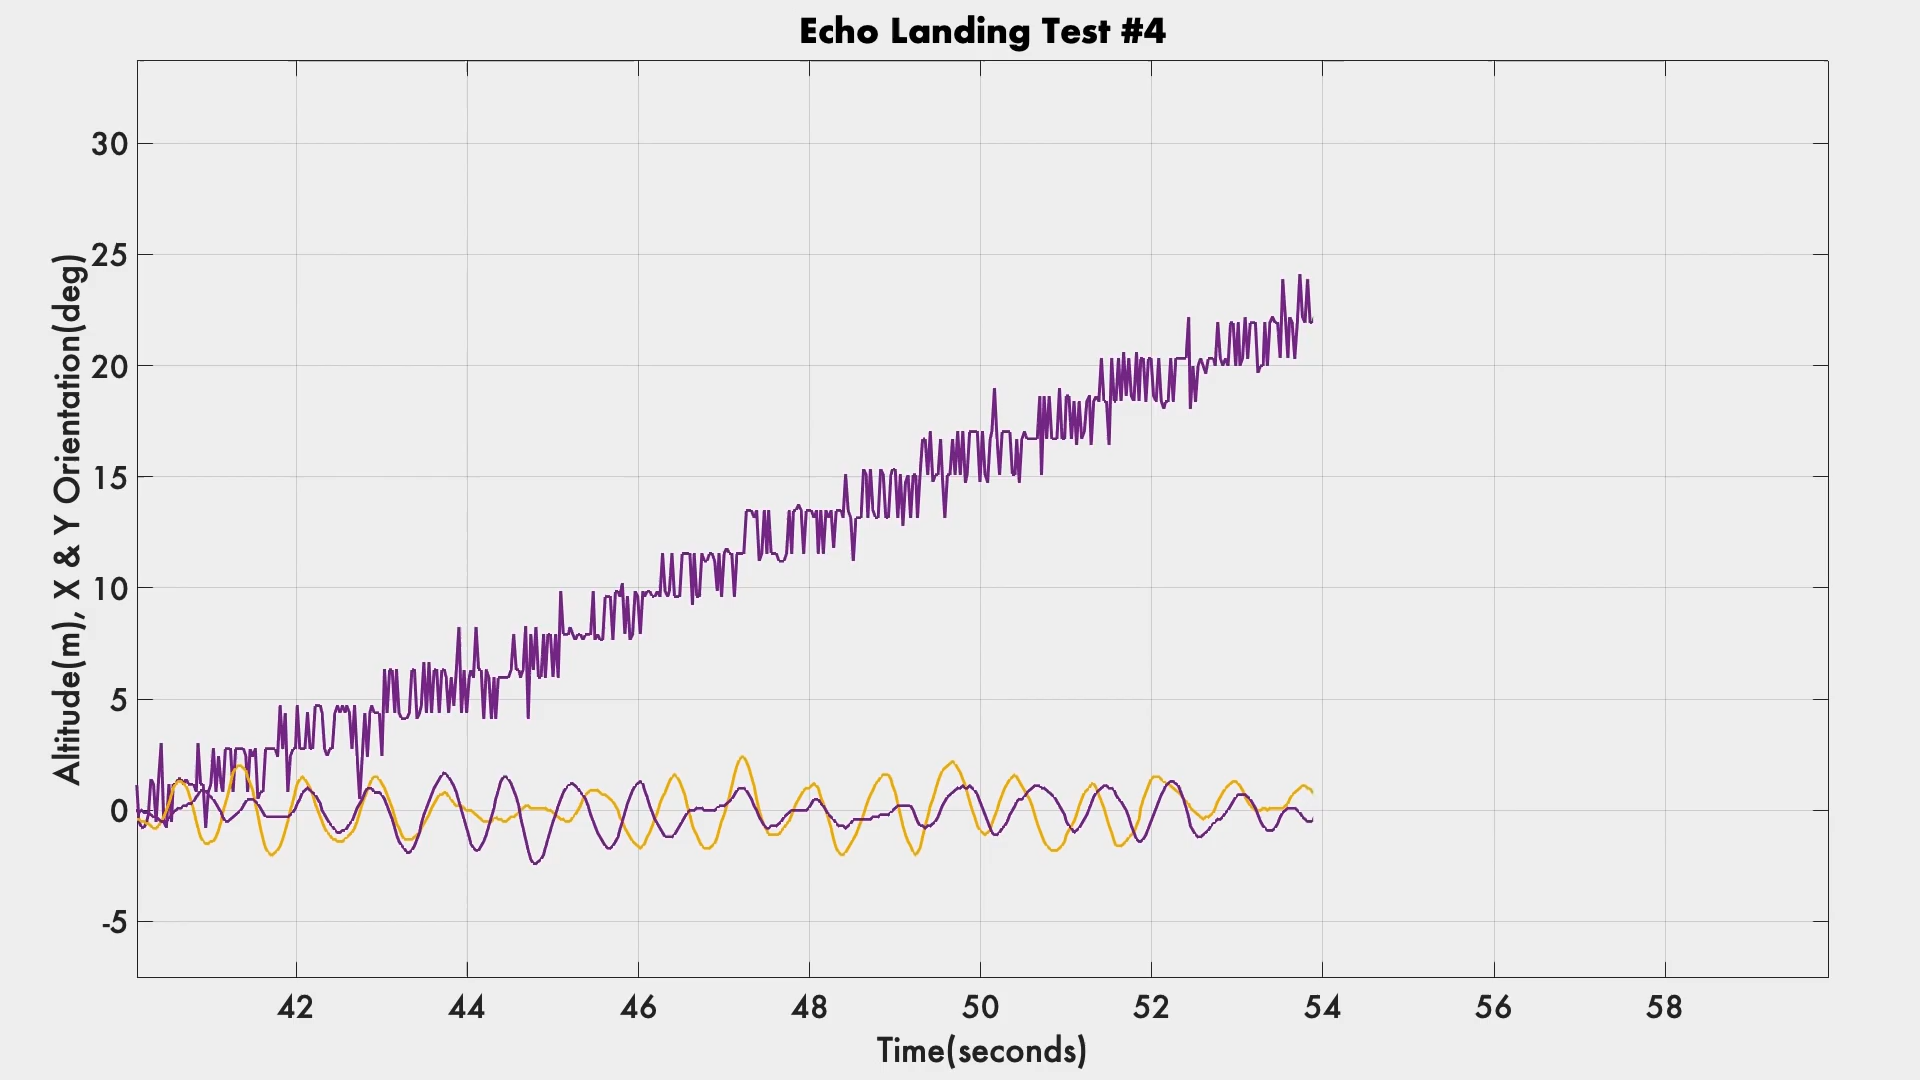 Echo Landing Test #4
Altitude(m), X & Y Orientation(deg)
30
25
20
15
10
5
0
-5
42 44 46 48 50 52 54 56 58
Time(seconds)